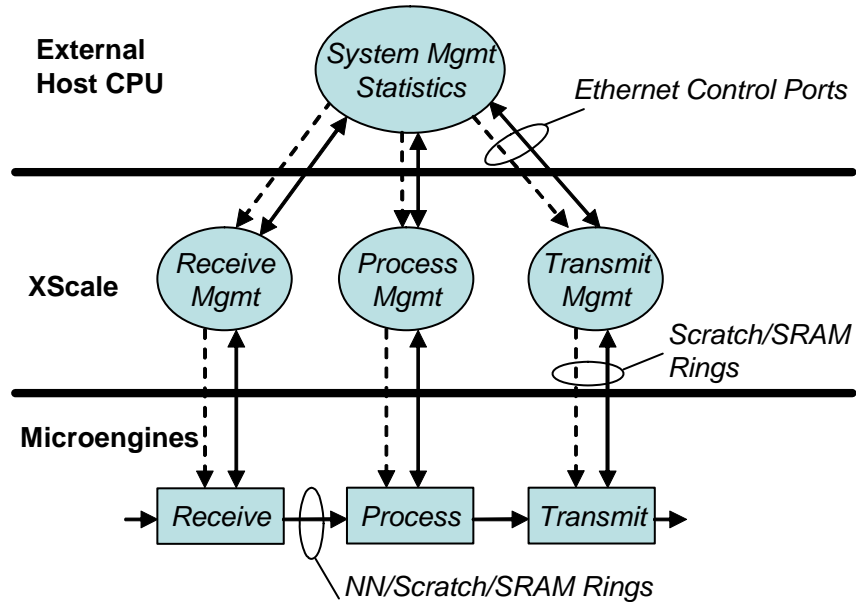 External
Host CPU
System Mgmt
Statistics
Ethernet Control Ports
XScale
Receive
Mgmt
Process
Mgmt
Transmit
Mgmt
Scratch/SRAM
Rings
Microengines
Receive
Process
Transmit
NN/Scratch/SRAM Rings